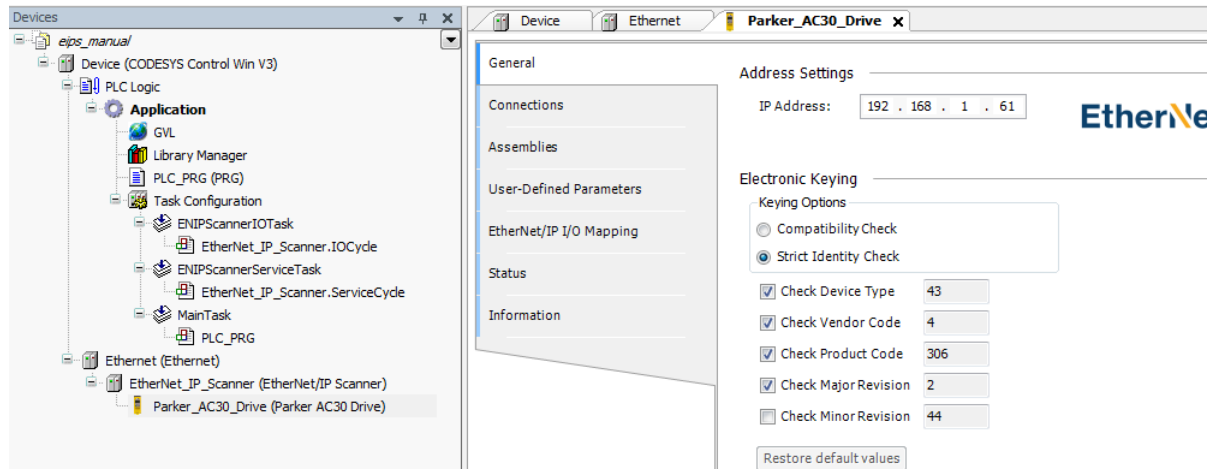 Devices
eips_manual
Device (CODESYS Control Win V3)
PLC Logic
Application
GVL
Library Manager
PLC_PRG (PRG)
Task Configuration
ENIPScannerIOTask
EtherNet_IP_Scanner.IOCycle
ENIPScannerServiceTask
EtherNet_IP_Scanner.ServiceCycle
MainTask
PLC_PRG
Ethernet (Ethernet)
EtherNet_IP_Scanner (EtherNet/IP Scanner)
Parker_AC30_Drive (Parker AC30 Drive)
Device
Ethernet
Parker_AC30_Drive
General
Connections
Assemblies
User-Defined Parameters
EtherNet/IP I/O Mapping
Status
Information
Address Settings
IP Address: 192 . 168 . 1 . 61
EtherNe
Electronic Keying
Keying Options
Compatibility Check
Strict Identity Check
Check Device Type 43
Check Vendor Code 4
Check Product Code 306
Check Major Revision 2
Check Minor Revision 44
Restore default values